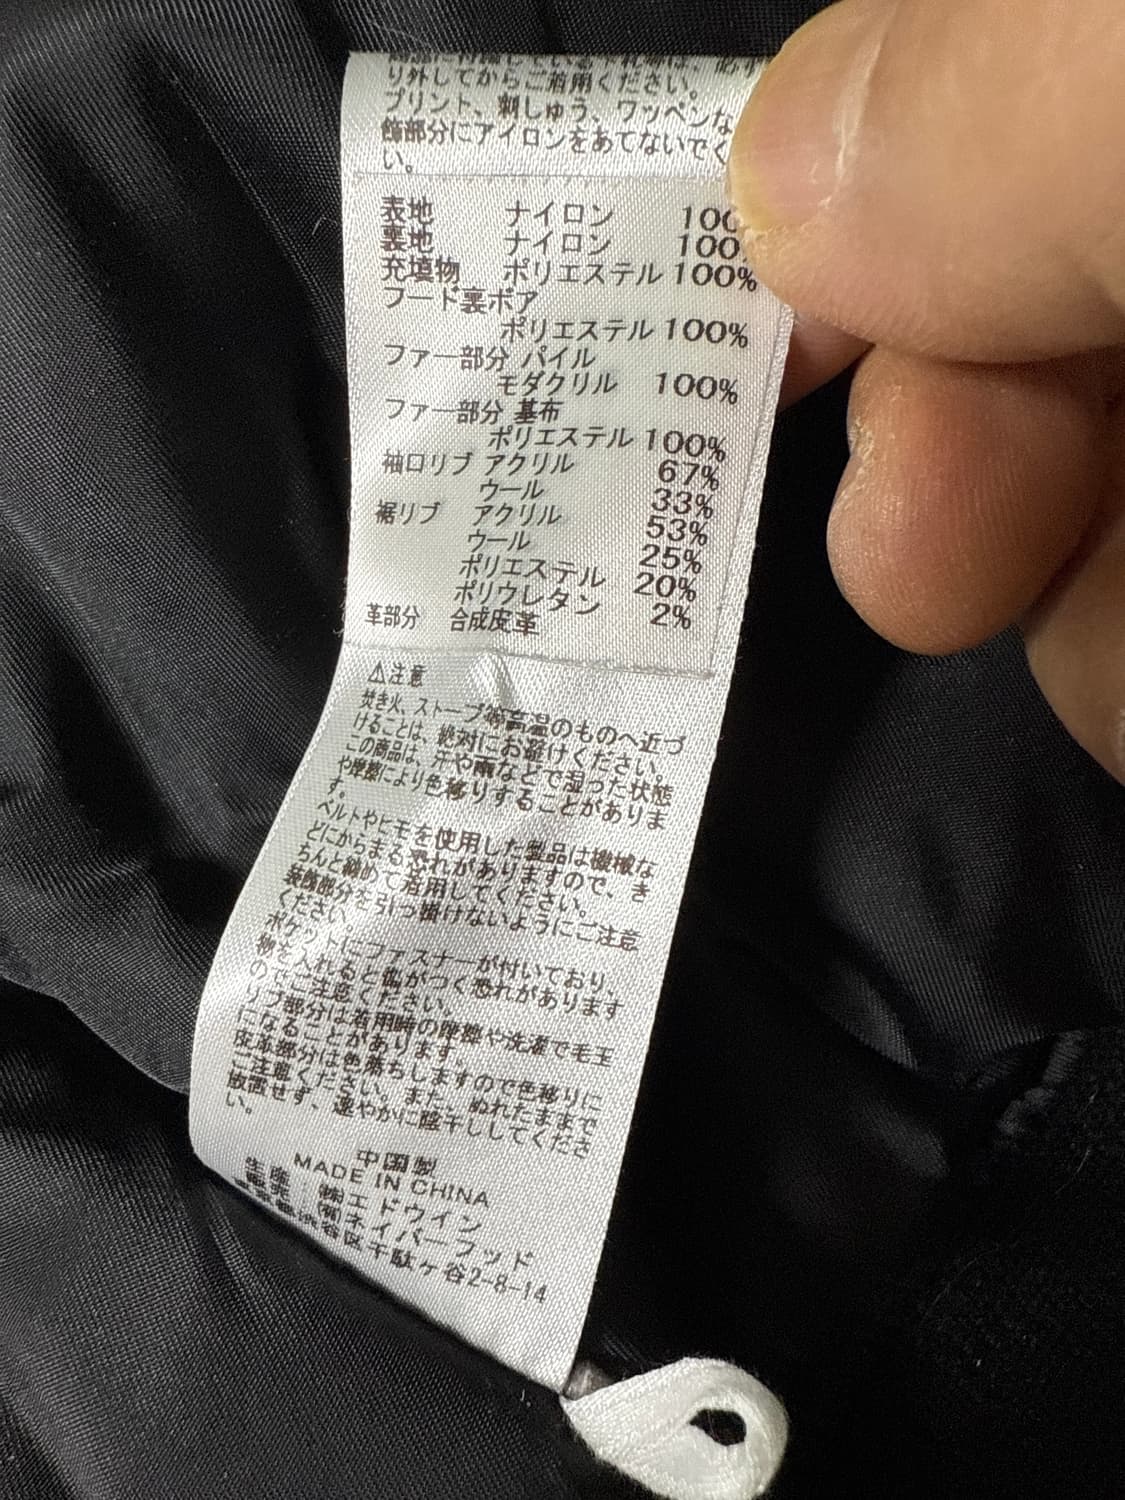 り外してからご着用ください。
プリント、刺しゅう、ワッペンな
飾部分にアイロンをあてないでく
い。
表地 ナイロン 100
裏地 ナイロン 100
充填物 ポリエステル 100%
フード裏ボア
ポリエステル 100%
ファー部分 パイル
モダクリル 100%
ファー部分 基布
ポリエステル 100%
袖口リブ アクリル 67%
ウール 33%
裾リブ アクリル 53%
ウール 25%
ポリエステル 20%
ポリウレタン 2%
革部分 合成皮革
⚠注意
焚き火、ストーブ等高温のものへ近づ
けることは、絶対にお避けください。
この商品は、汗や雨などで湿った状態
や摩擦により色移りすることがありま
す。
ベルトやヒモを使用した製品は機械な
どにからまる恐れがありますので、き
ちんと納めて着用してください。
装飾部分を引っ掛けないようにご注意
ください。
ポケットにファスナーが付いており、
物を入れると傷がつく恐れがあります
のでご注意ください。
リブ部分は着用時の摩擦や洗濯で毛玉
になることがあります。
皮革部分は色落ちしますので色移りに
ご注意ください。また、ぬれたままで
放置せず、速やかに陰干ししてくださ
い。
中国製
MADE IN CHINA
生産 ㈱エドウイン
販売 ㈲ネイバーフッド
東京都渋谷区千駄ヶ谷2-8-14